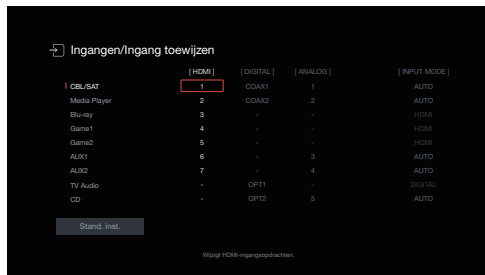 Ingangen/Ingang toewijzen
[ HDMI ] [ DIGITAL ] [ ANALOG ] [ INPUT MODE ]
CBL/SAT 1 COAX1 1 AUTO
Media Player 2 COAX2 2 AUTO
Blu-ray 3 - - HDMI
Game1 4 - - HDMI
Game2 5 - - HDMI
AUX1 6 - 3 AUTO
AUX2 7 - 4 AUTO
TV Audio - OPT1 - DIGITAL
CD - OPT2 5 AUTO
Stand. inst.
Wijzigt HDMI-ingangsopdrachten.